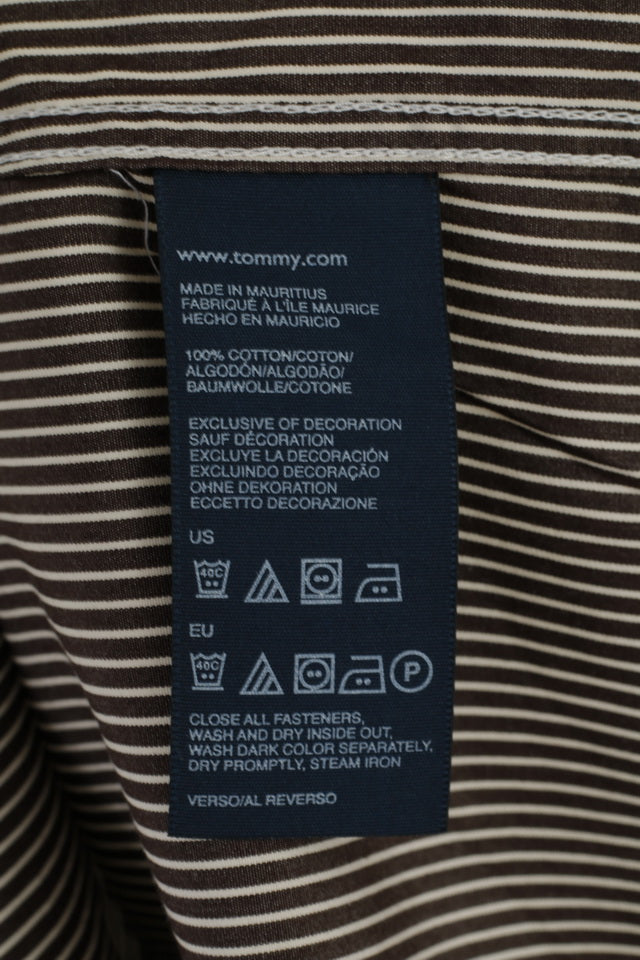 www.tommy.com
MADE IN MAURITIUS
FABRIQUÉ À L'ÎLE MAURICE
HECHO EN MAURICIO
100% COTTON/COTON/
ALGODÓN/ALGODÃO/
BAUMWOLLE/COTONE
EXCLUSIVE OF DECORATION
SAUF DÉCORATION
EXCLUYE LA DECORACIÓN
EXCLUINDO DECORAÇÃO
OHNE DEKORATION
ECCETTO DECORAZIONE
US
40C
EU
40C P
CLOSE ALL FASTENERS,
WASH AND DRY INSIDE OUT,
WASH DARK COLOR SEPARATELY,
DRY PROMPTLY, STEAM IRON
VERSO/AL REVERSO